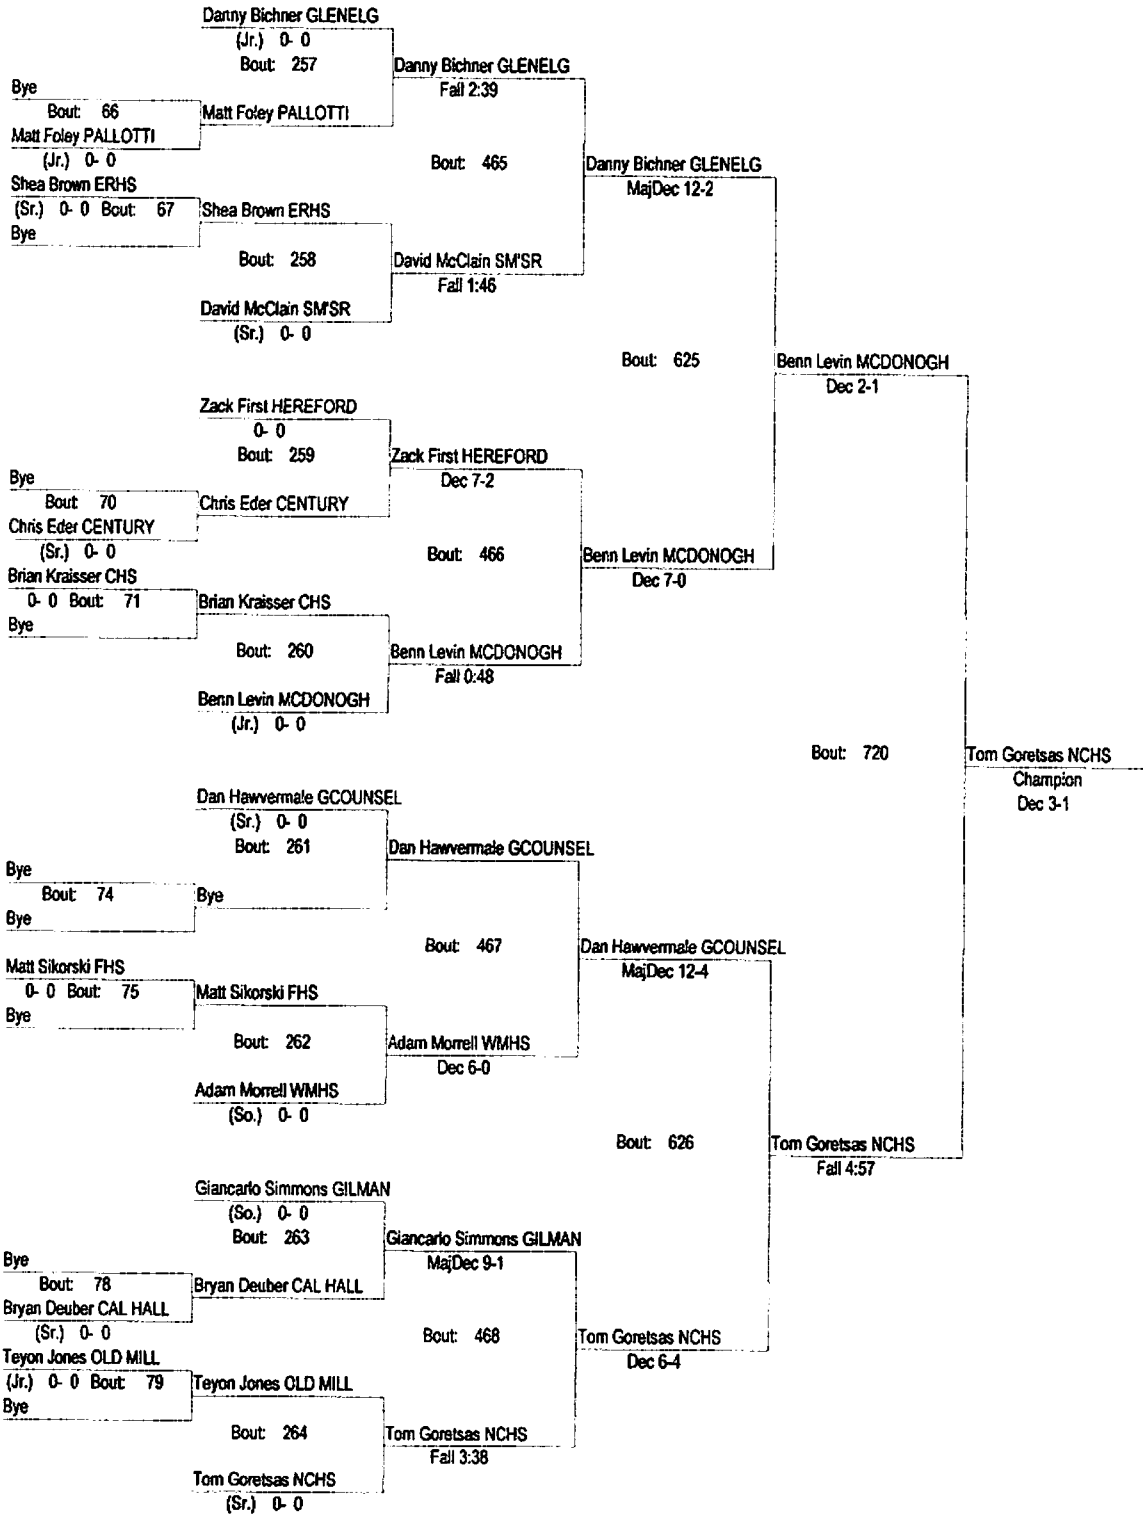 Danny Bichner GLENELG
(Jr.) 0- 0
Bout: 257
Danny Bichner GLENELG
Fall 2:39
Bye
Bout: 66
Matt Foley PALLOTTI
Matt Foley PALLOTTI
(Jr.) 0- 0
Bout: 465
Danny Bichner GLENELG
MajDec 12-2
Shea Brown ERHS
(Sr.) 0- 0 Bout: 67
Shea Brown ERHS
Bye
Bout: 258
David McClain SM'SR
Fall 1:46
David McClain SM'SR
(Sr.) 0- 0
Bout: 625
Benn Levin MCDONOGH
Dec 2-1
Zack First HEREFORD
0- 0
Bout: 259
Zack First HEREFORD
Dec 7-2
Bye
Bout: 70
Chris Eder CENTURY
Chris Eder CENTURY
(Sr.) 0- 0
Bout: 466
Benn Levin MCDONOGH
Dec 7-0
Brian Kraisser CHS
0- 0 Bout: 71
Brian Kraisser CHS
Bye
Bout: 260
Benn Levin MCDONOGH
Fall 0:48
Benn Levin MCDONOGH
(Jr.) 0- 0
Bout: 720
Tom Goretsas NCHS
Champion
Dec 3-1
Dan Hawvermale GCOUNSEL
(Sr.) 0- 0
Bout: 261
Dan Hawvermale GCOUNSEL
Bye
Bout: 74
Bye
Bye
Bout: 467
Dan Hawvermale GCOUNSEL
MajDec 12-4
Matt Sikorski FHS
0- 0 Bout: 75
Matt Sikorski FHS
Bye
Bout: 262
Adam Morrell WMHS
Dec 6-0
Adam Morrell WMHS
(So.) 0- 0
Bout: 626
Tom Goretsas NCHS
Fall 4:57
Giancarlo Simmons GILMAN
(So.) 0- 0
Bout: 263
Giancarlo Simmons GILMAN
MajDec 9-1
Bye
Bout: 78
Bryan Deuber CAL HALL
Bryan Deuber CAL HALL
(Sr.) 0- 0
Bout: 468
Tom Goretsas NCHS
Dec 6-4
Teyon Jones OLD MILL
(Jr.) 0- 0 Bout: 79
Teyon Jones OLD MILL
Bye
Bout: 264
Tom Goretsas NCHS
Fall 3:38
Tom Goretsas NCHS
(Sr.) 0- 0